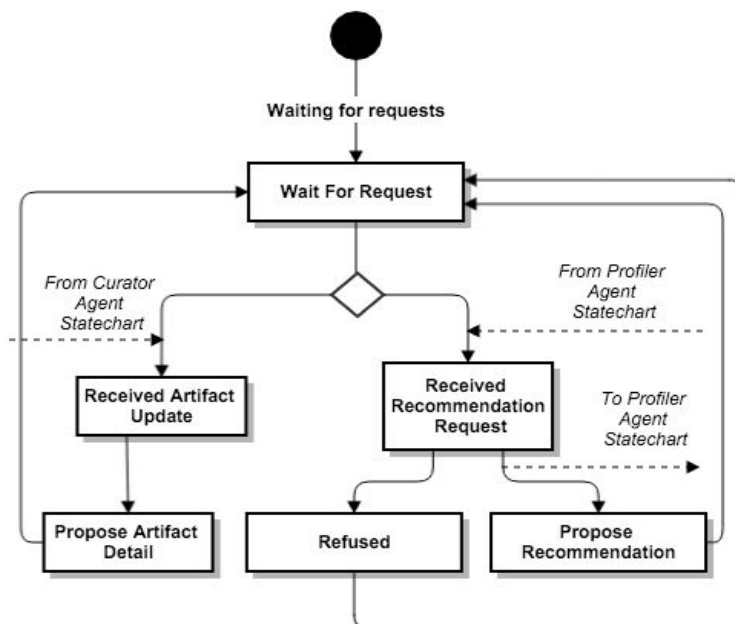 Waiting for requests
Wait For Request
From Curator
Agent
Statechart
From Profiler
Agent
Statechart
Received Artifact
Update
Received
Recommendation
Request
To Profiler
Agent
Statechart
Propose Artifact
Detail
Refused
Propose
Recommendation